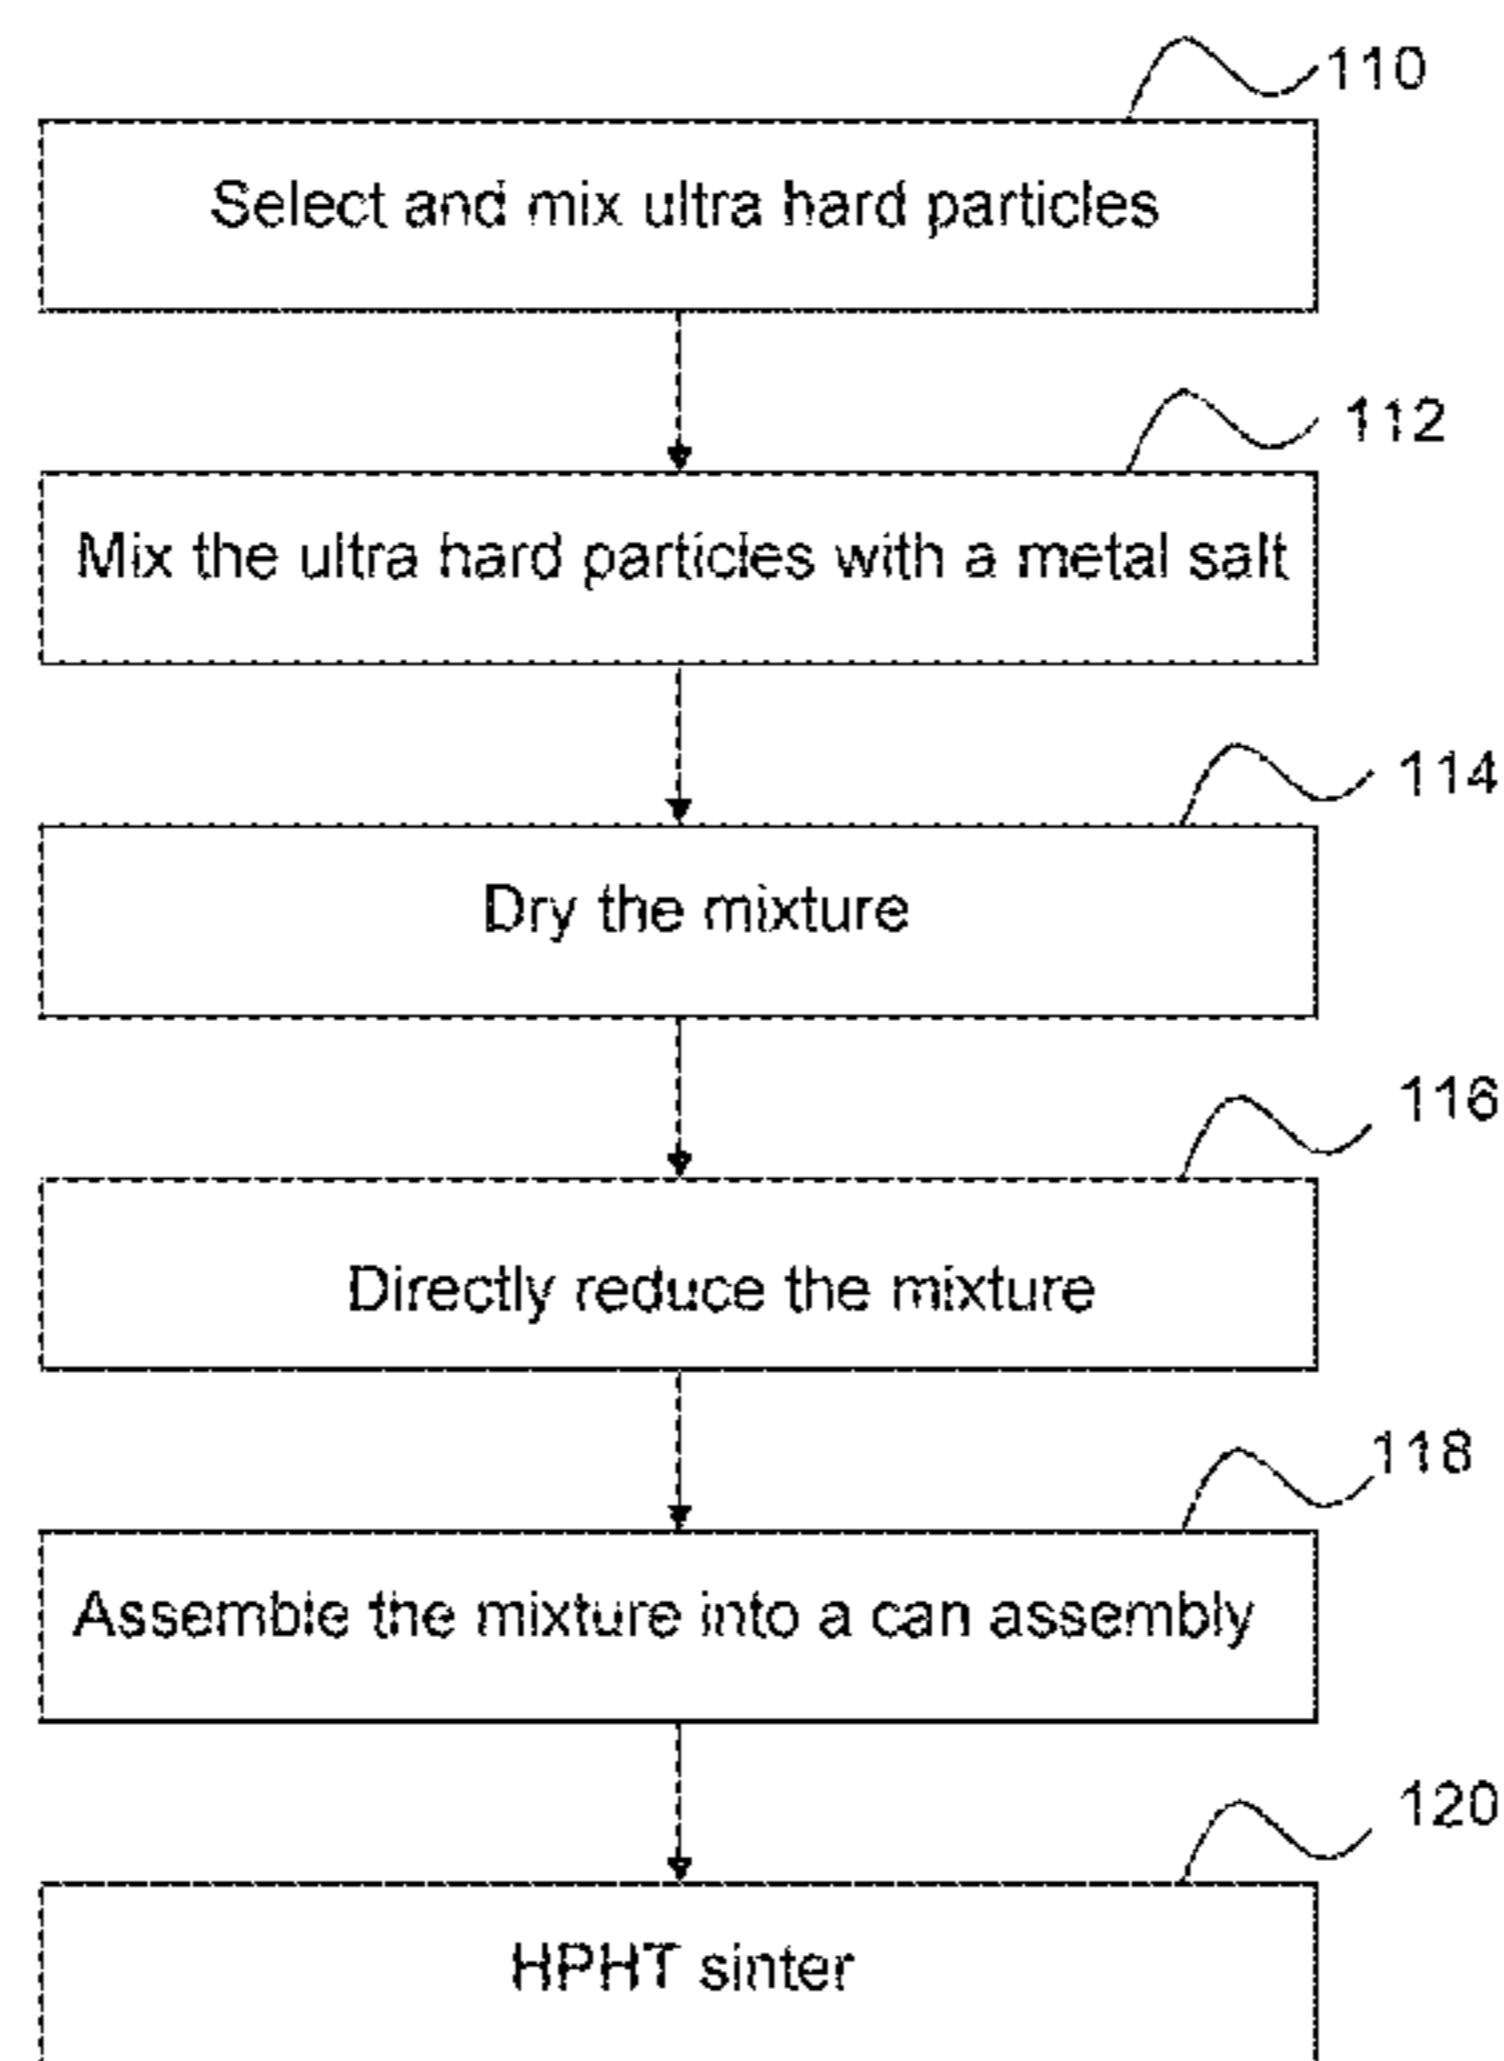 110
Select and mix ultra hard particles
112
Mix the ultra hard particles with a metal salt
114
Dry the mixture
116
Directly reduce the mixture
118
Assemble the mixture into a can assembly
120
HPHT sinter